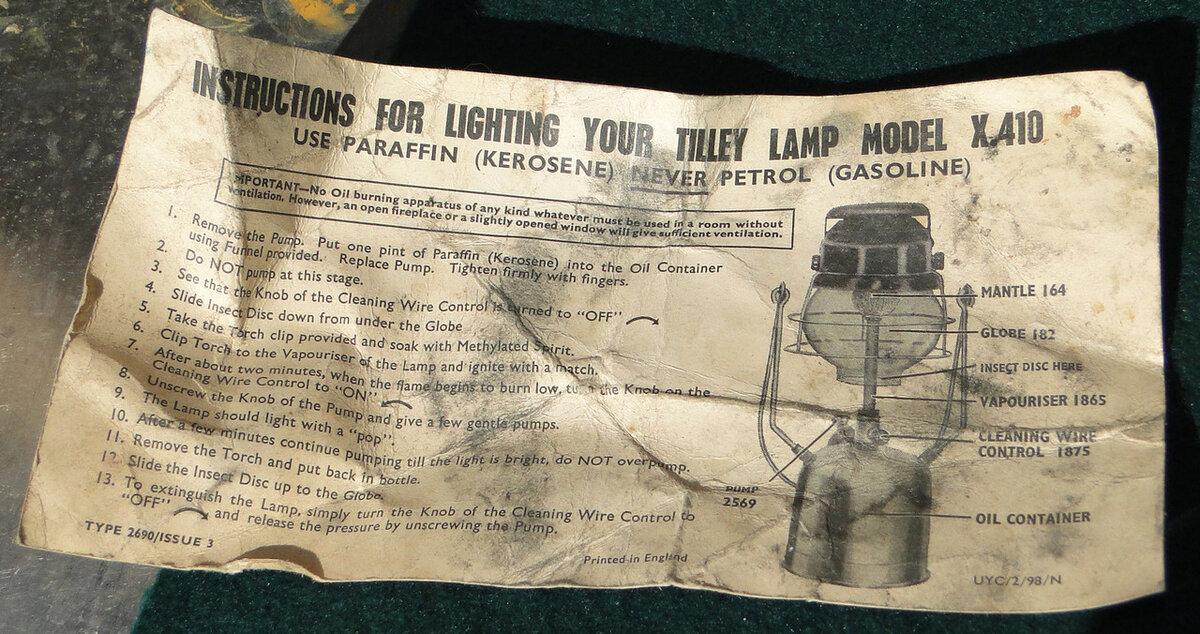 INSTRUCTIONS FOR LIGHTING YOUR TILLEY LAMP MODEL X.410
USE PARAFFIN (KEROSENE) NEVER PETROL (GASOLINE)
IMPORTANT—No Oil burning apparatus of any kind whatever must be used in a room without
ventilation. However, an open fireplace or a slightly opened window will give sufficient ventilation.
1. Remove the Pump. Put one pint of Paraffin (Kerosene) into the Oil Container
using Funnel provided. Replace Pump. Tighten firmly with fingers.
2. Do NOT pump at this stage.
3. See that the Knob of the Cleaning Wire Control is turned to "OFF"
4. Slide Insect Disc down from under the Globe
5. Take the Torch clip provided and soak with Methylated Spirit.
6. Clip Torch to the Vapouriser of the Lamp and ignite with a match.
7. After about two minutes, when the flame begins to burn low, turn the Knob on the
Cleaning Wire Control to "ON"
8. Unscrew the Knob of the Pump and give a few gentle pumps.
9. The Lamp should light with a "pop".
10. After a few minutes continue pumping till the light is bright, do NOT overpump.
11. Remove the Torch and put back in bottle.
12. Slide the Insect Disc up to the Globe.
13. To extinguish the Lamp, simply turn the Knob of the Cleaning Wire Control to
"OFF" and release the pressure by unscrewing the Pump.
TYPE 2690/ISSUE 3
Printed in England
MANTLE 164
GLOBE 182
INSECT DISC HERE
VAPOURISER 1865
CLEANING WIRE
CONTROL 1875
PUMP
2569
OIL CONTAINER
UYC/2/98/N